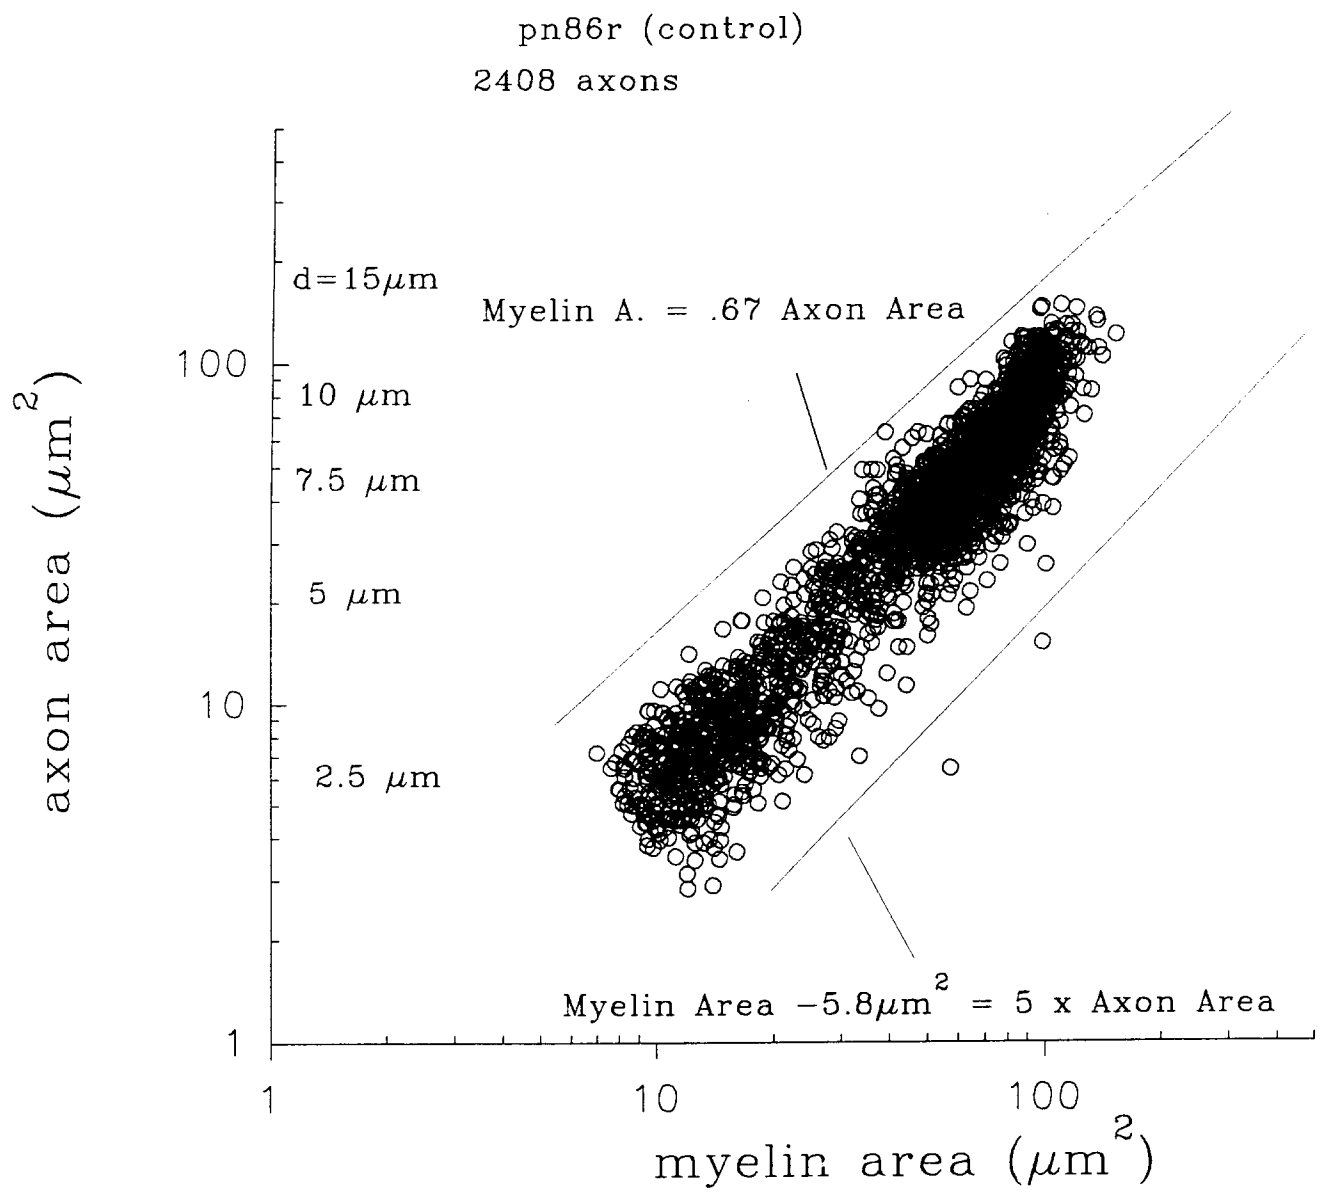 pn86r (control)
2408 axons
d=15μm
Myelin A. = .67 Axon Area
100
10 μm
7.5 μm
5 μm
10
2.5 μm
axon area (μm²)
Myelin Area −5.8μm² = 5 x Axon Area
1
1
10
100
myelin area (μm²)